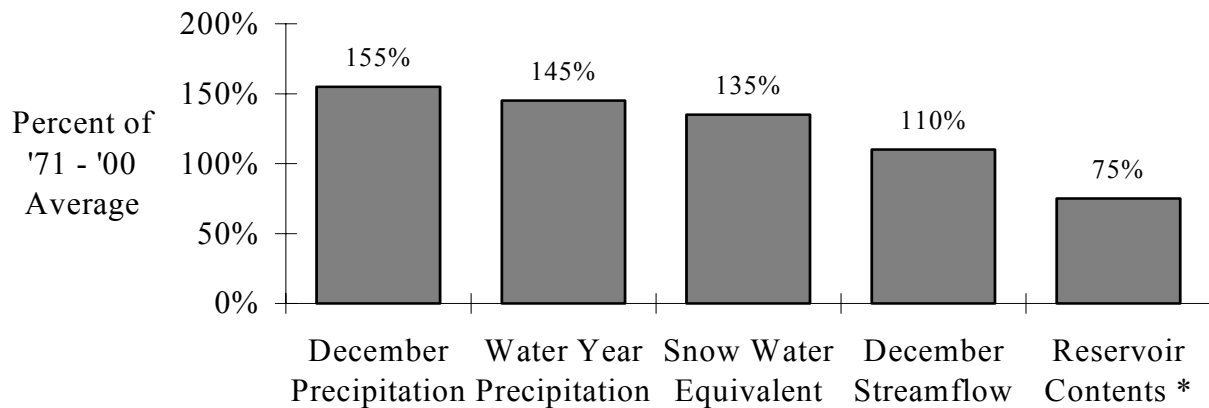 200%
150%
100%
50%
0%
Percent of
'71 - '00
Average
155%
145%
135%
110%
75%
December
Precipitation
Water Year
Precipitation
Snow Water
Equivalent
December
Streamflow
Reservoir
Contents *